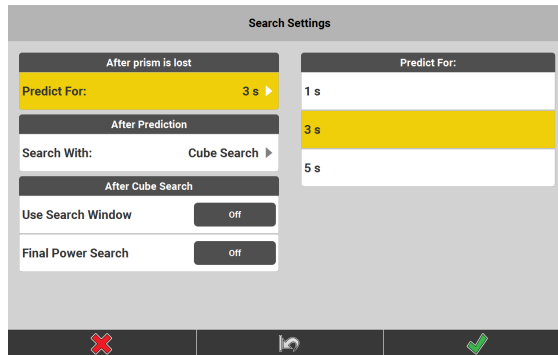 Search Settings
After prism is lost
Predict For: 3 s
After Prediction
Search With: Cube Search
After Cube Search
Use Search Window Off
Final Power Search Off
Predict For:
1 s
3 s
5 s